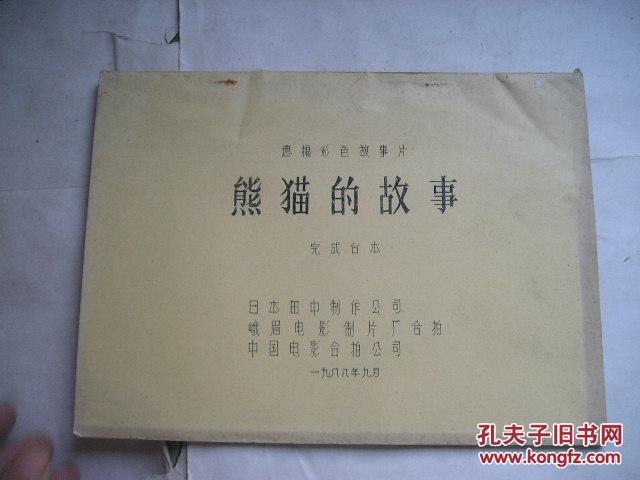 遮幅彩色故事片
熊猫的故事
完成台本
日本田中制作公司
峨眉电影制片厂合拍
中国电影合拍公司
一九八八年九月
孔夫子旧书网
www.kongfz.com